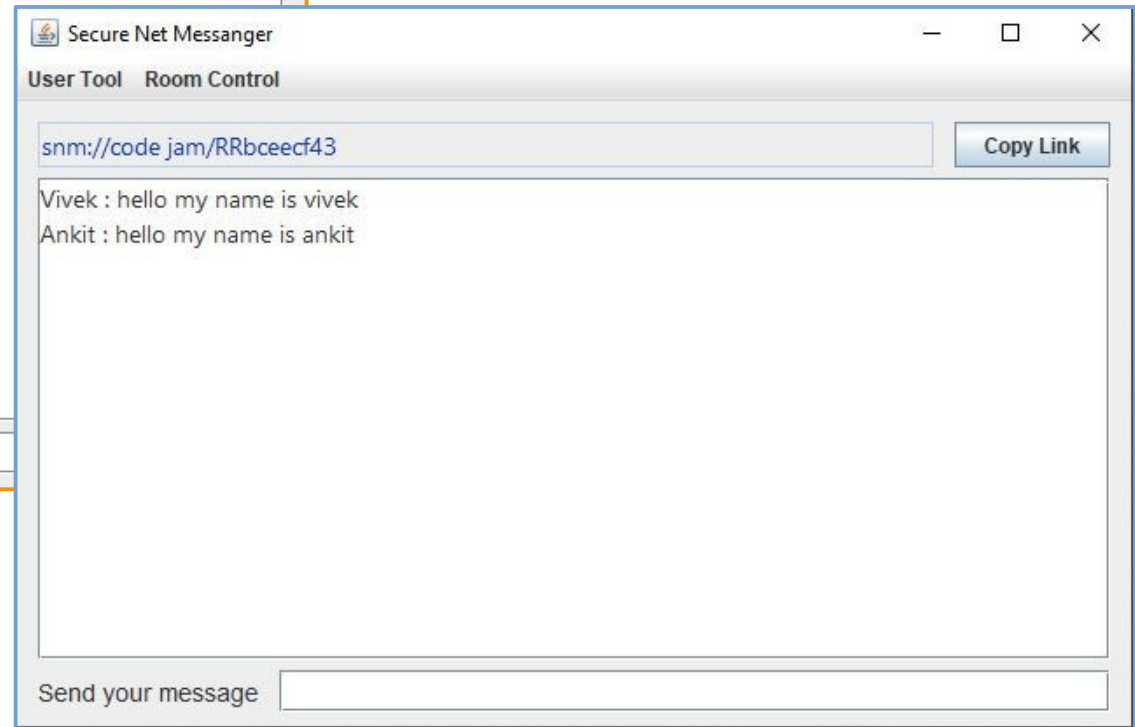 Secure Net Messanger
User Tool Room Control
snm://code jam/RRbceecf43 Copy Link
Vivek : hello my name is vivek
Ankit : hello my name is ankit
Send your message